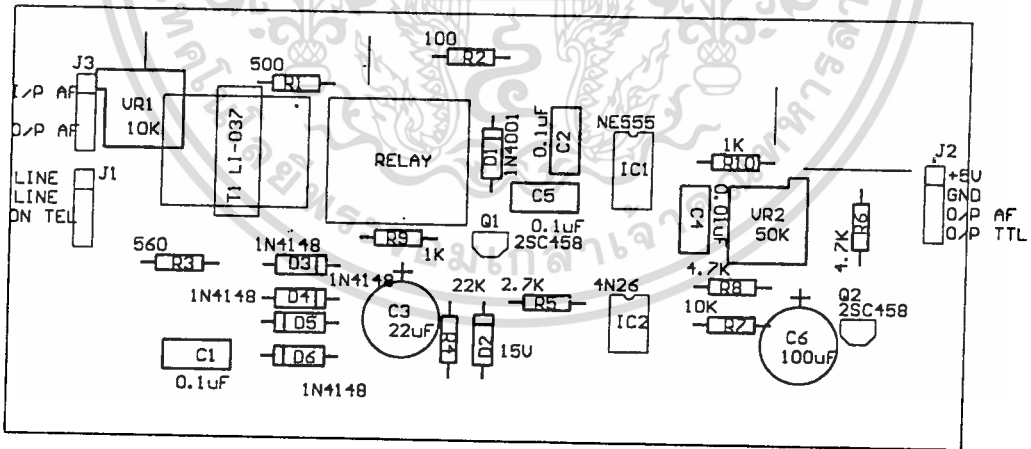 J3
I/P AF
O/P AF
VR1
10K
500
R1
T1 LI-037
100
R2
RELAY
D1
1N4001
0.1uF
C2
C5
0.1uF
NE555
IC1
1K
R10
C4
0.01uF
VR2
50K
R6
4.7K
J2
+5V
GND
O/P AF
O/P TTL
J1
LINE
LINE
ON TEL
560
R3
1N4148
D3
1N4148
1N4148
D4
D5
D6
1N4148
C1
0.1uF
R9
1K
Q1
2SC458
C3
22uF
22K
R4
D2
15V
2.7K
R5
4N26
IC2
4.7K
R8
10K
R7
C6
100uF
Q2
2SC458